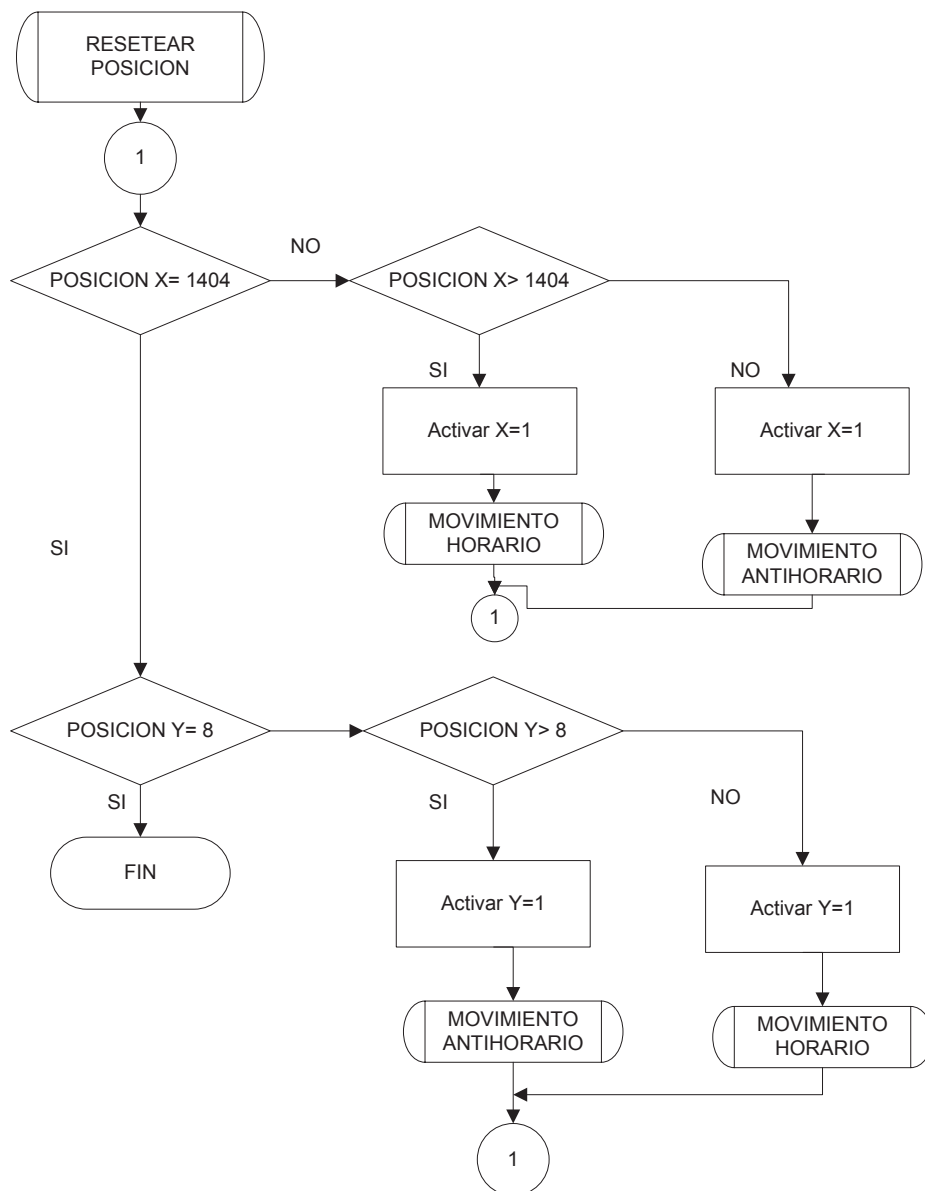 RESETEAR
POSICION
1
POSICION X= 1404
NO
POSICION X> 1404
SI
NO
Activar X=1
Activar X=1
MOVIMIENTO
HORARIO
MOVIMIENTO
ANTIHORARIO
1
SI
POSICION Y= 8
POSICION Y> 8
SI
SI
NO
FIN
Activar Y=1
Activar Y=1
MOVIMIENTO
ANTIHORARIO
MOVIMIENTO
HORARIO
1